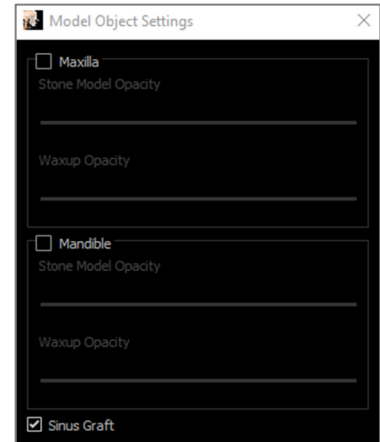 Model Object Settings
Maxilla
Stone Model Opacity
Waxup Opacity
Mandible
Stone Model Opacity
Waxup Opacity
Sinus Graft